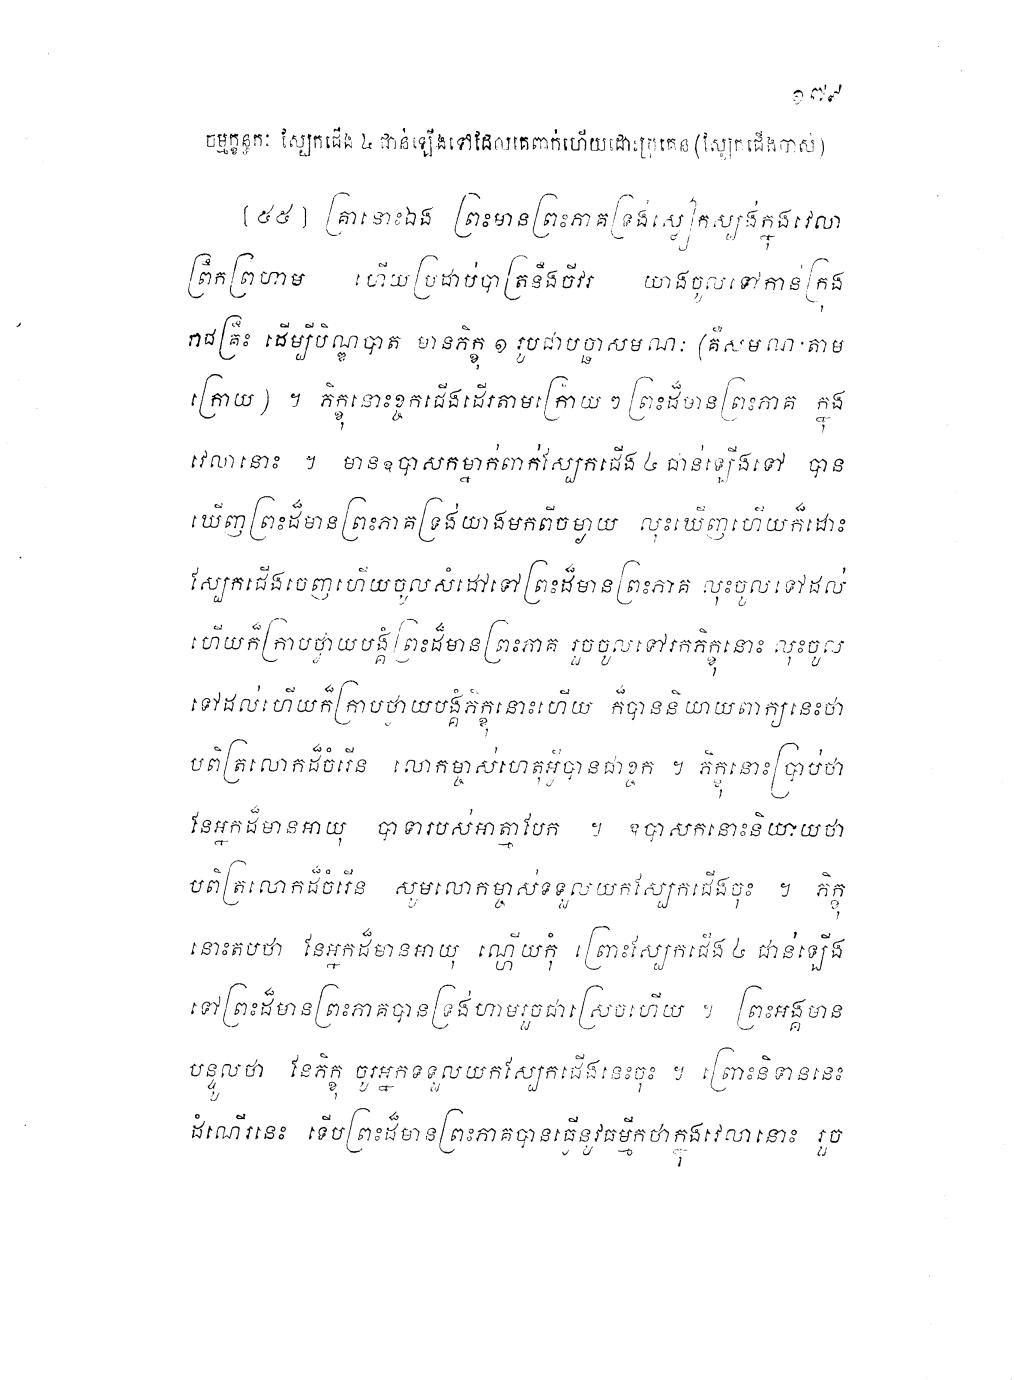 ១៧៩
ចម្មក្ខន្ធកៈ ស្បែកជើង ៤ ជាន់ឡើងទៅដែលគេពាក់ហើយដោះប្រគេន (ស្បែកជើងចាស់)
[៥៥] គ្រានោះឯង ព្រះមានព្រះភាគទ្រង់ស្លៀកស្បង់ក្នុងវេលា
ព្រឹកព្រហាម ហើយប្រដាប់បាត្រនឹងចីវរ យាងចូលទៅកាន់ក្រុង
រាជគ្រឹះ ដើម្បីបិណ្ឌបាត មានភិក្ខុ ១ រូបជាបច្ឆាសមណៈ (គឺសមណៈតាម
ក្រោយ) ។ ភិក្ខុនោះខ្ចកជើងដើរតាមក្រោយៗ ព្រះដ៏មានព្រះភាគ ក្នុង
វេលានោះ ។ មានឧបាសកម្នាក់ពាក់ស្បែកជើង ៤ ជាន់ឡើងទៅ បាន
ឃើញព្រះដ៏មានព្រះភាគទ្រង់យាងមកពីចម្ងាយ លុះឃើញហើយក៏ដោះ
ស្បែកជើងចេញហើយចូលសំដៅទៅព្រះដ៏មានព្រះភាគ លុះចូលទៅដល់
ហើយក៏ក្រាបថ្វាយបង្គំព្រះដ៏មានព្រះភាគ រួចចូលទៅរកភិក្ខុនោះ លុះចូល
ទៅដល់ហើយក៏ក្រាបថ្វាយបង្គំភិក្ខុនោះហើយ ក៏បាននិយាយពាក្យនេះថា
បពិត្រលោកដ៏ចំរើន លោកម្ចាស់ហេតុអ្វីបានជាខ្ចក ។ ភិក្ខុនោះប្រាប់ថា
នែអ្នកដ៏មានអាយុ បាទារបស់អាត្មាបែក ។ ឧបាសកនោះនិយាយថា
បពិត្រលោកដ៏ចំរើន សូមលោកម្ចាស់ទទួលយកស្បែកជើងចុះ ។ ភិក្ខុ
នោះតបថា នែអ្នកដ៏មានអាយុ ណ្ហើយកុំ ព្រោះស្បែកជើង ៤ ជាន់ឡើង
ទៅព្រះដ៏មានព្រះភាគបានទ្រង់ហាមរួចជាស្រេចហើយ ។ ព្រះអង្គមាន
បន្ទូលថា នែភិក្ខុ ចូរអ្នកទទួលយកស្បែកជើងនេះចុះ ។ ព្រោះនិទាននេះ
ដំណើរនេះ ទើបព្រះដ៏មានព្រះភាគបានធ្វើនូវធម្មីកថាក្នុងវេលានោះ រួច